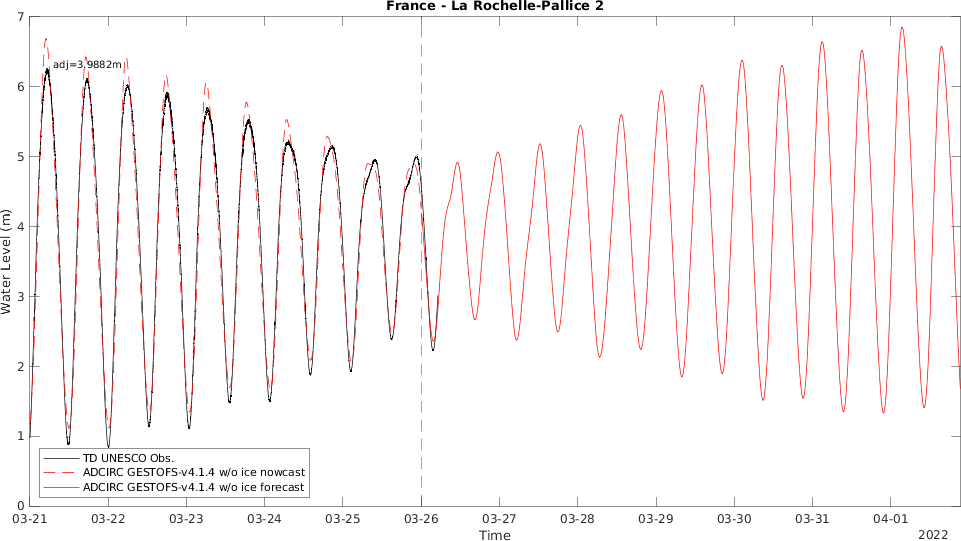 France - La Rochelle-Pallice 2
7
6
5
4
3
2
1
0
Water Level (m)
adj=3.9882m
TD UNESCO Obs.
ADCIRC GESTOFS-v4.1.4 w/o ice nowcast
ADCIRC GESTOFS-v4.1.4 w/o ice forecast
03-21 03-22 03-23 03-24 03-25 03-26 03-27 03-28 03-29 03-30 03-31 04-01
Time
2022